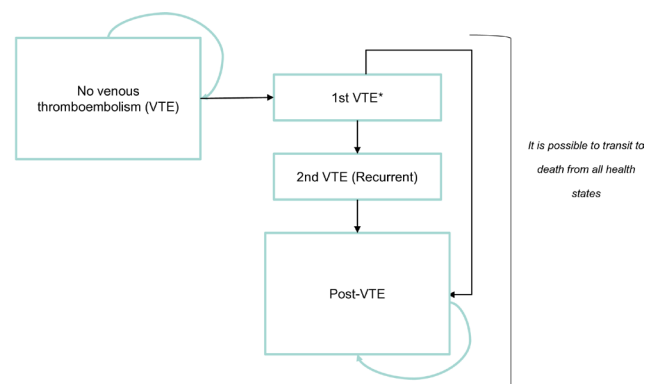 No venous
thromboembolism (VTE)
1st VTE*
2nd VTE (Recurrent)
Post-VTE
It is possible to transit to
death from all health
states